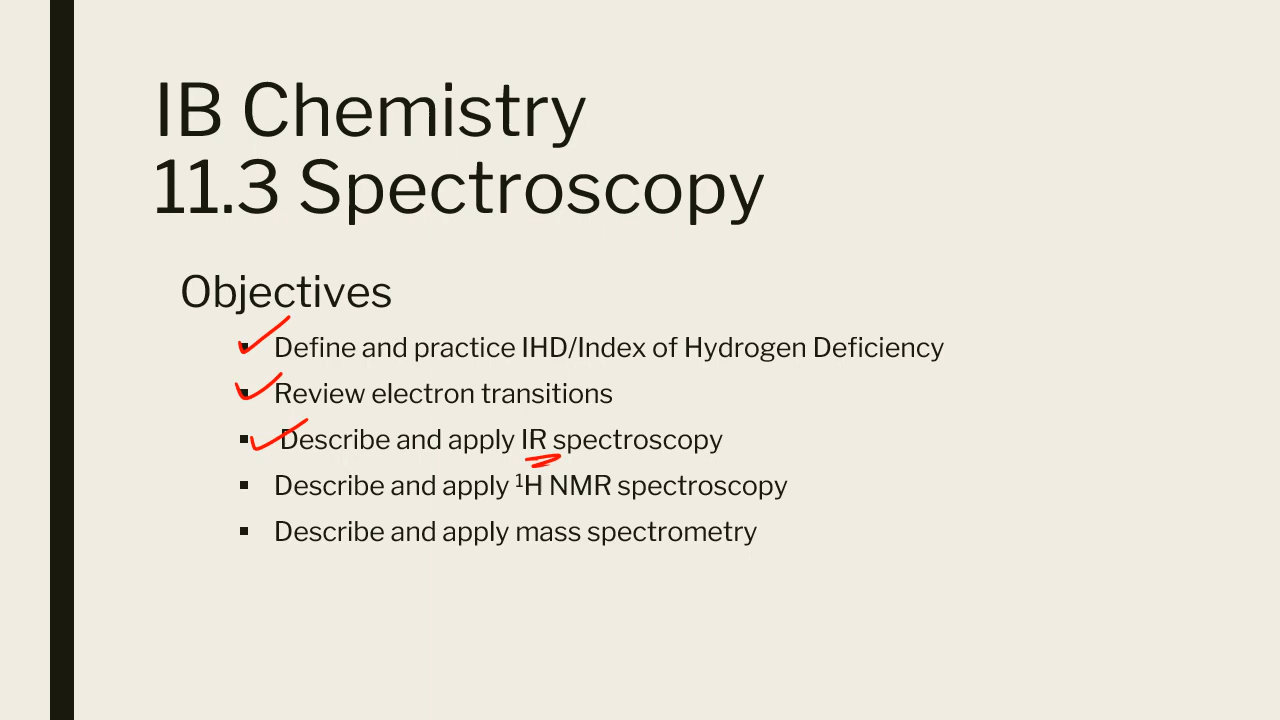 IB Chemistry
11.3 Spectroscopy
Objectives
▪ Define and practice IHD/Index of Hydrogen Deficiency
▪ Review electron transitions
▪ Describe and apply IR spectroscopy
▪ Describe and apply ¹H NMR spectroscopy
▪ Describe and apply mass spectrometry